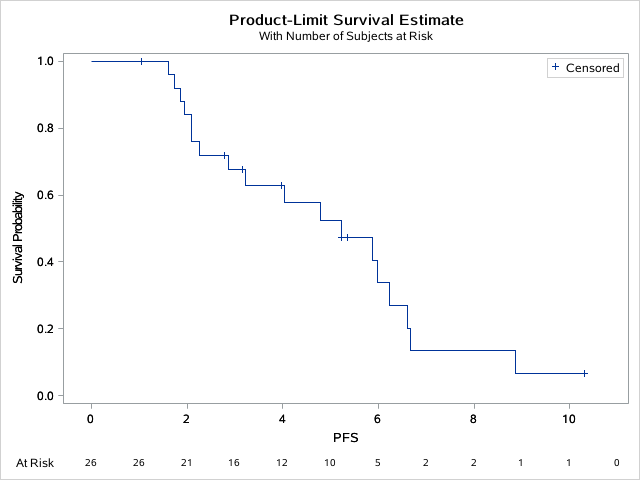 Product-Limit Survival Estimate
With Number of Subjects at Risk
+ Censored
1.0
0.8
0.6
0.4
0.2
0.0
Survival Probability
0 2 4 6 8 10
PFS
At Risk 26 26 21 16 12 10 5 2 2 1 1 0